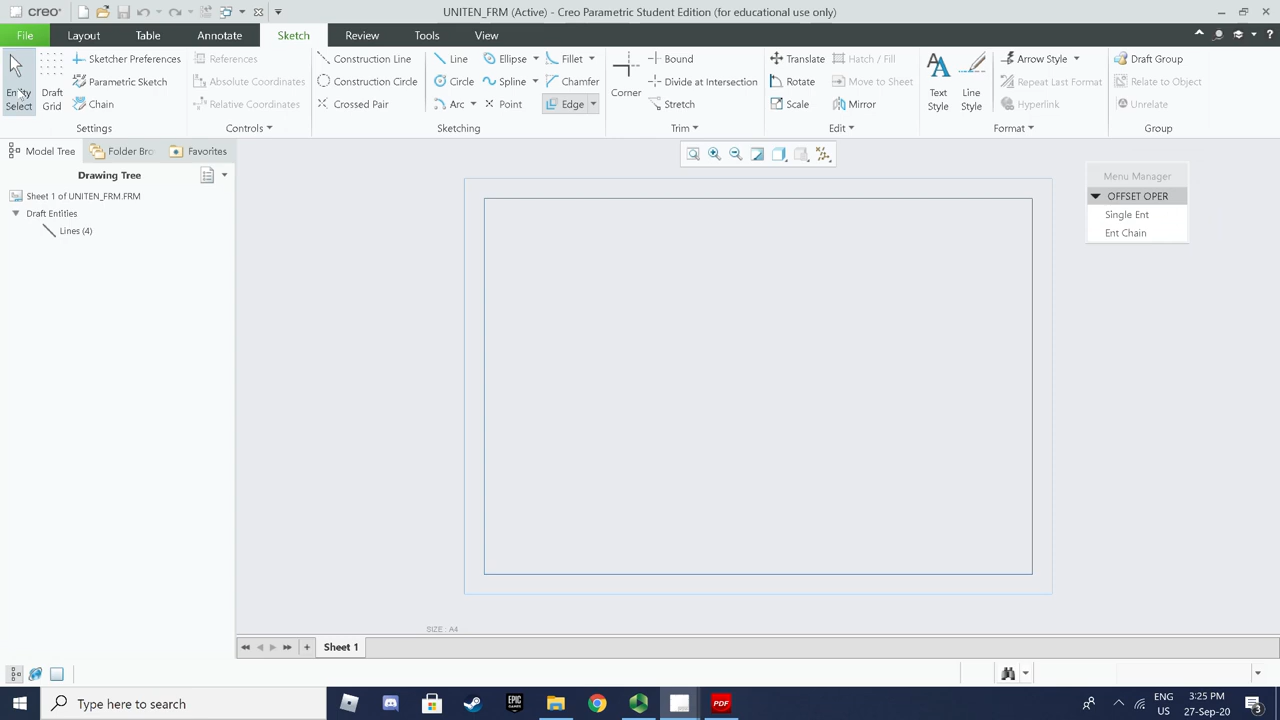 creo
UNITEN_FRM (Active) - Creo Parametric Student Edition (for educational use only)
File Layout Table Annotate Sketch Review Tools View
Entity Select
Draft Grid
Sketcher Preferences
Parametric Sketch
Chain
Settings
References
Absolute Coordinates
Relative Coordinates
Controls
Construction Line
Construction Circle
Crossed Pair
Line
Circle
Arc
Ellipse
Spline
Point
Fillet
Chamfer
Edge
Sketching
Corner
Bound
Divide at Intersection
Stretch
Trim
Translate
Rotate
Scale
Hatch / Fill
Move to Sheet
Mirror
Edit
Text Style
Line Style
Arrow Style
Repeat Last Format
Hyperlink
Format
Draft Group
Relate to Object
Unrelate
Group
Model Tree
Folder Bro
Favorites
Drawing Tree
Sheet 1 of UNITEN_FRM.FRM
Draft Entities
Lines (4)
Menu Manager
OFFSET OPER
Single Ent
Ent Chain
SIZE : A4
Sheet 1
Type here to search
EPIC GAMES
PDF
ENG
US
3:25 PM
27-Sep-20
3